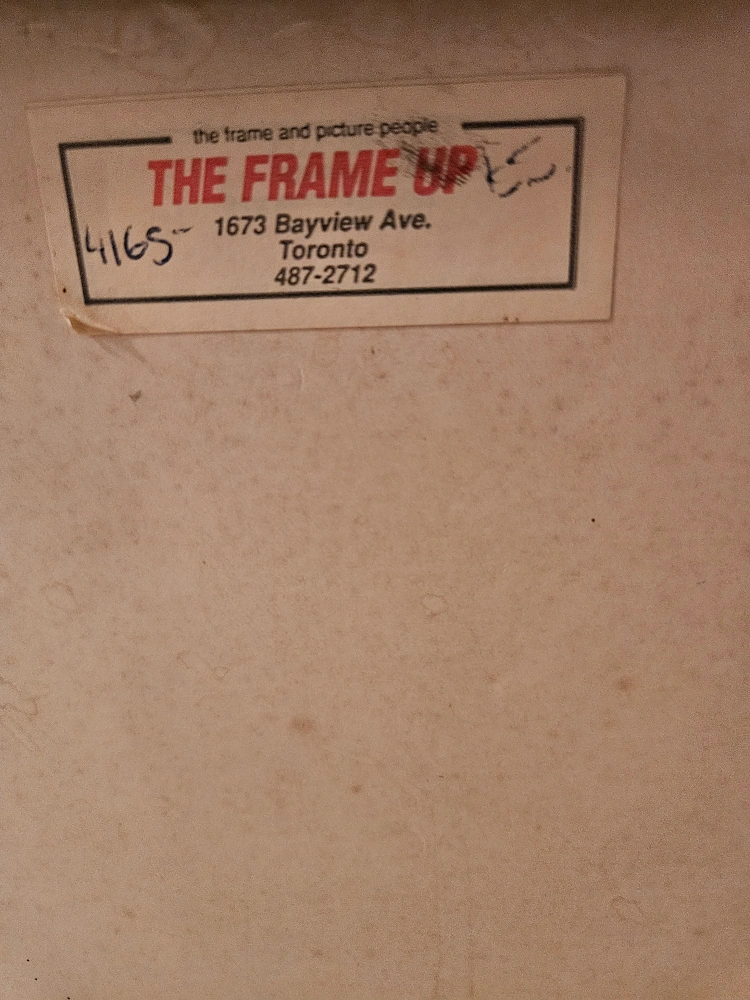 the frame and picture people
THE FRAME UP
4165-
1673 Bayview Ave.
Toronto
487-2712